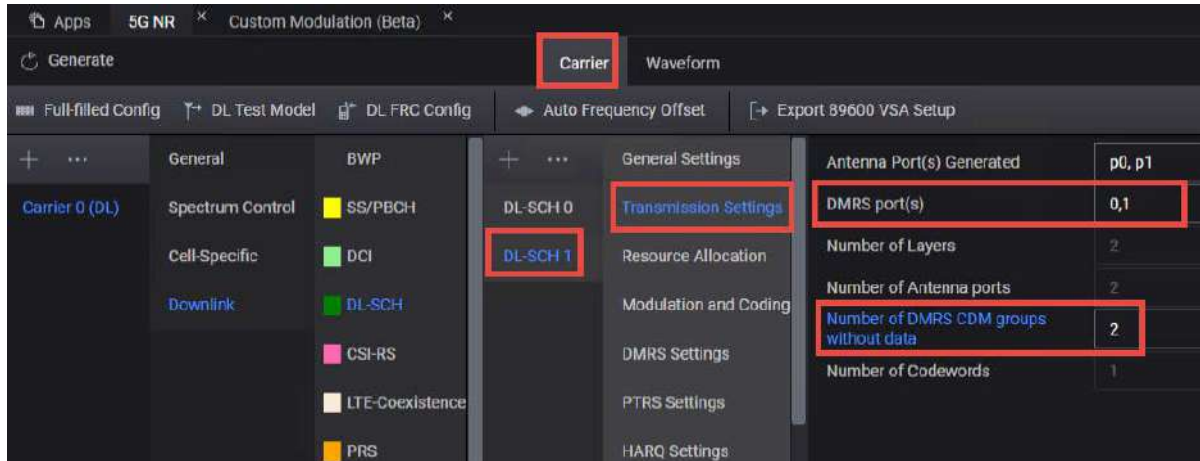 Apps 5G NR × Custom Modulation (Beta) ×
Generate Carrier Waveform
Full-filled Config DL Test Model DL FRC Config Auto Frequency Offset Export 89600 VSA Setup
+ ... General BWP + ... General Settings Antenna Port(s) Generated p0, p1
Carrier 0 (DL) Spectrum Control SS/PBCH DL-SCH 0 Transmission Settings DMRS port(s) 0,1
Cell-Specific DCI DL-SCH 1 Resource Allocation Number of Layers 2
Downlink DL-SCH Modulation and Coding Number of Antenna ports 2
Number of DMRS CDM groups
without data 2
CSI-RS DMRS Settings Number of Codewords 1
LTE-Coexistence PTRS Settings
PRS HARQ Settings